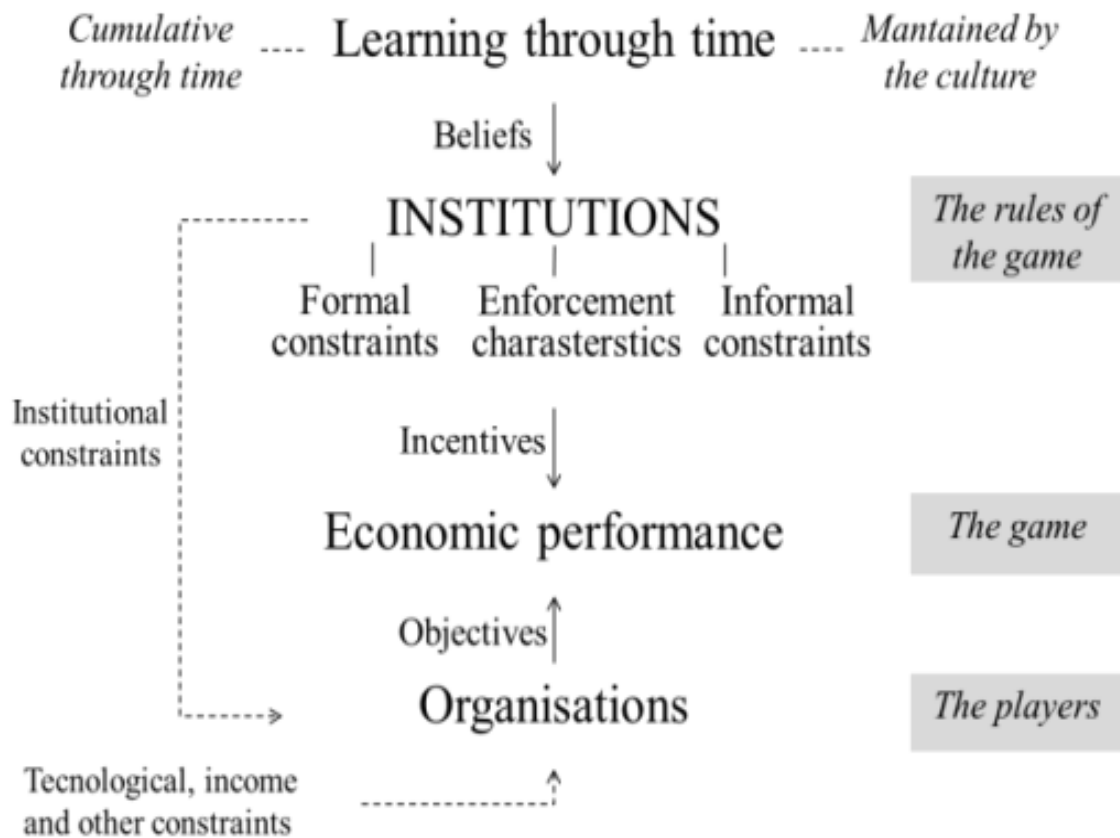 Cumulative
through time
Learning through time
Mantained by
the culture
Beliefs
INSTITUTIONS
The rules of
the game
Formal
constraints
Enforcement
charasterstics
Informal
constraints
Institutional
constraints
Incentives
Economic performance
The game
Objectives
Organisations
The players
Tecnological, income
and other constraints